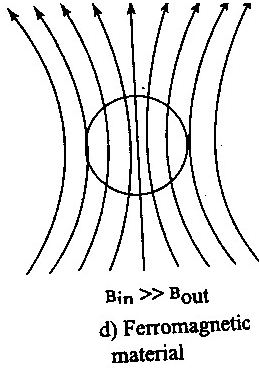 Bin >> Bout
d) Ferromagnetic
material